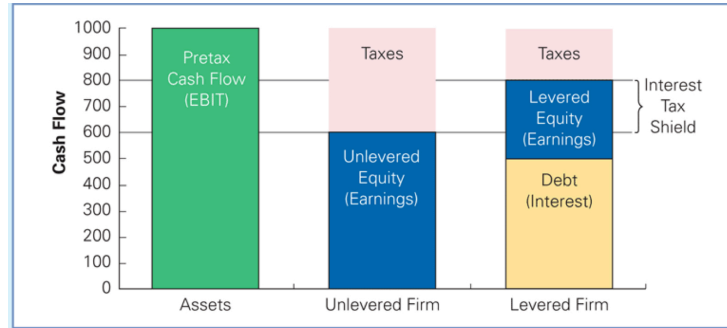 1000
900
800
700
600
500
400
300
200
100
0
Cash Flow
Pretax
Cash Flow
(EBIT)
Taxes
Unlevered
Equity
(Earnings)
Taxes
Levered
Equity
(Earnings)
Debt
(Interest)
Interest
Tax
Shield
Assets
Unlevered Firm
Levered Firm